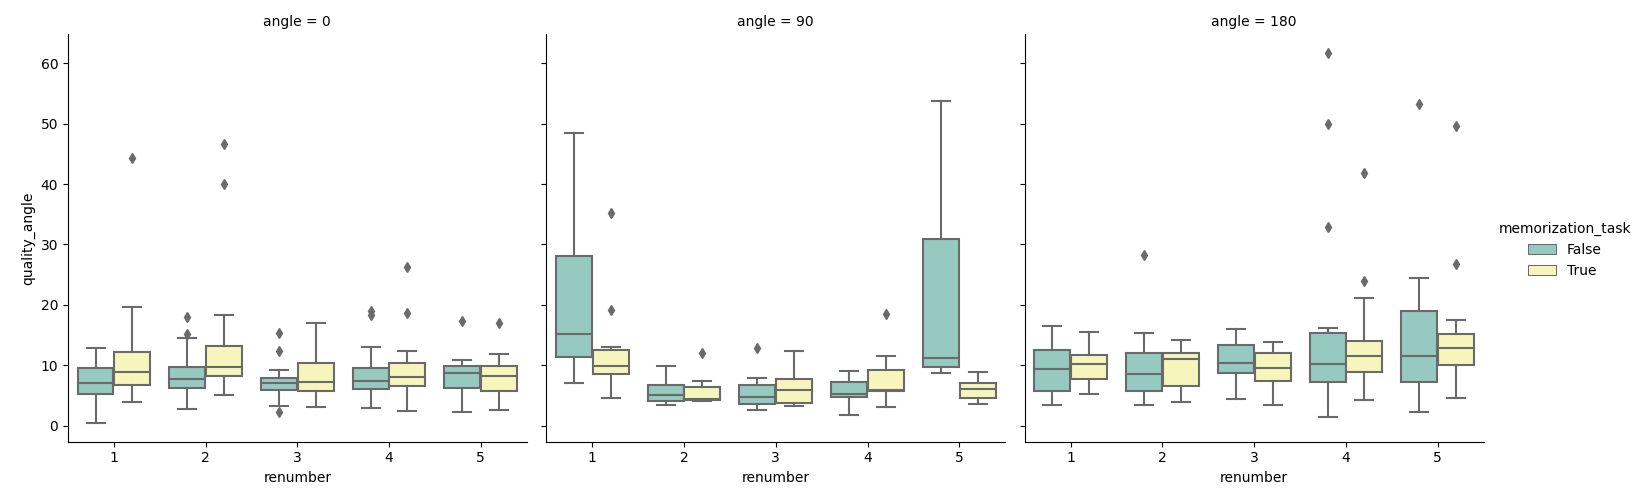 angle = 0
angle = 90
angle = 180
quality_angle
60
50
40
30
20
10
0
1 2 3 4 5
1 2 3 4 5
1 2 3 4 5
renumber
renumber
renumber
memorization_task
False
True